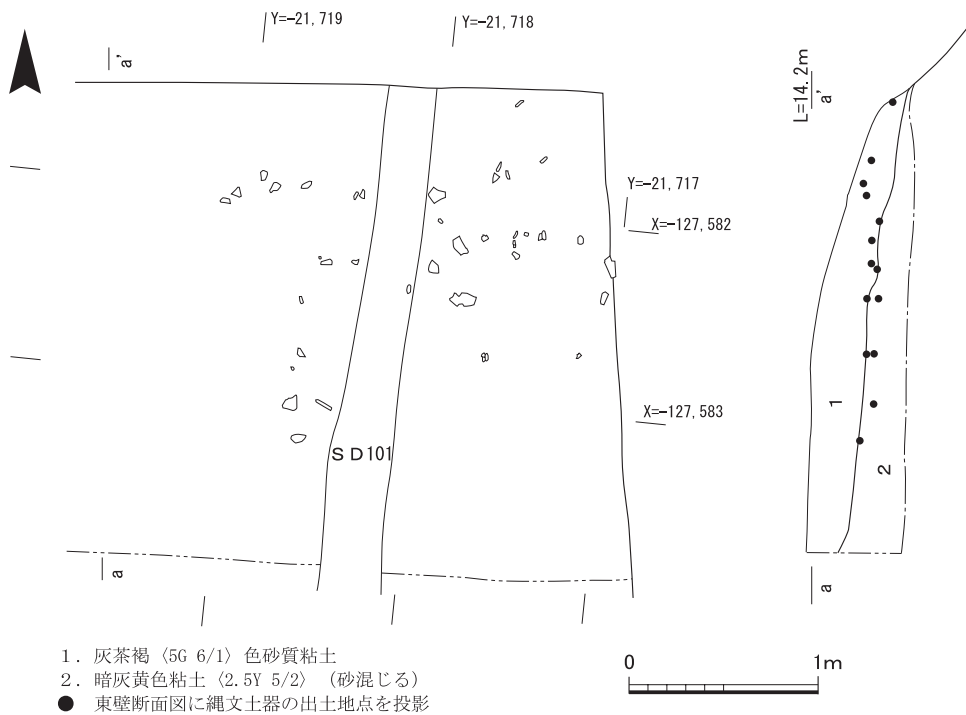 Y=-21,719
Y=-21,718
a'
L=14.2m
a'
Y=-21,717
X=-127,582
X=-127,583
1
SD101
2
a
a
1. 灰茶褐〈5G 6/1〉色砂質粘土
2. 暗灰黄色粘土〈2.5Y 5/2〉（砂混じる）
● 東壁断面図に縄文土器の出土地点を投影
0 1m